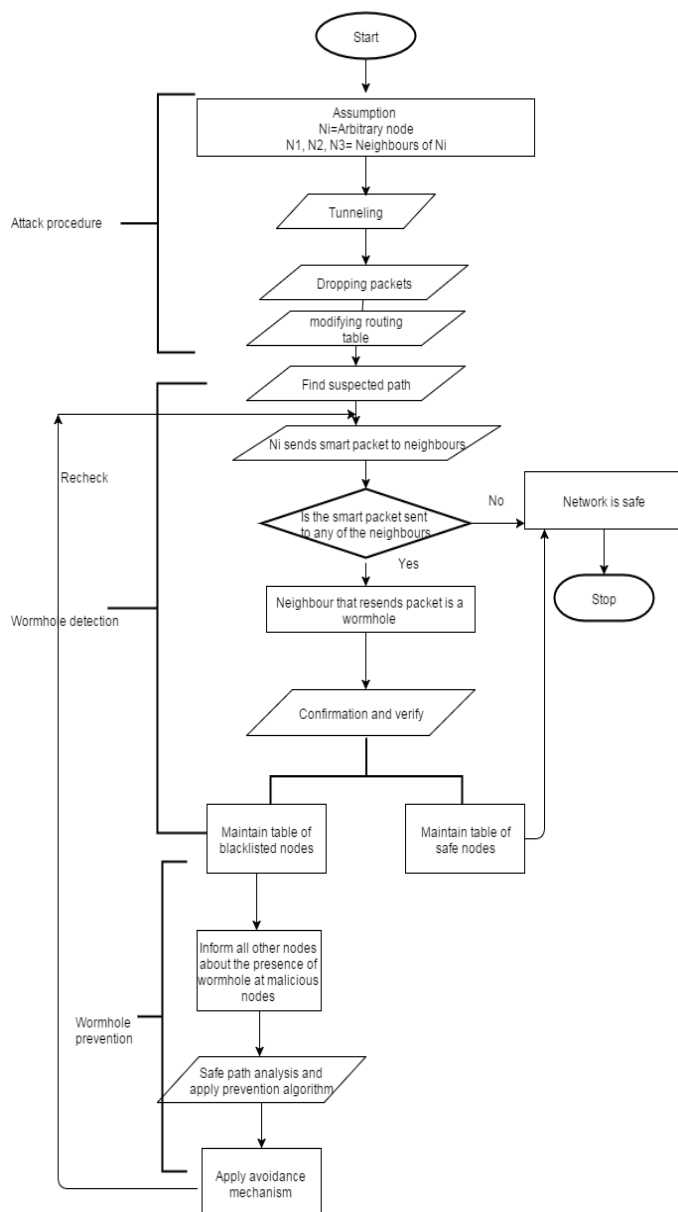 Start
Assumption
Ni=Arbitrary node
N1, N2, N3= Neighbours of Ni
Attack procedure
Tunneling
Dropping packets
modifying routing
table
Find suspected path
Ni sends smart packet to neighbours
Recheck
No
Network is safe
Is the smart packet sent
to any of the neighbours
Yes
Stop
Neighbour that resends packet is a
wormhole
Wormhole detection
Confirmation and verify
Maintain table of
blacklisted nodes
Maintain table of
safe nodes
Inform all other nodes
about the presence of
wormhole at malicious
nodes
Wormhole
prevention
Safe path analysis and
apply prevention algorithm
Apply avoidance
mechanism